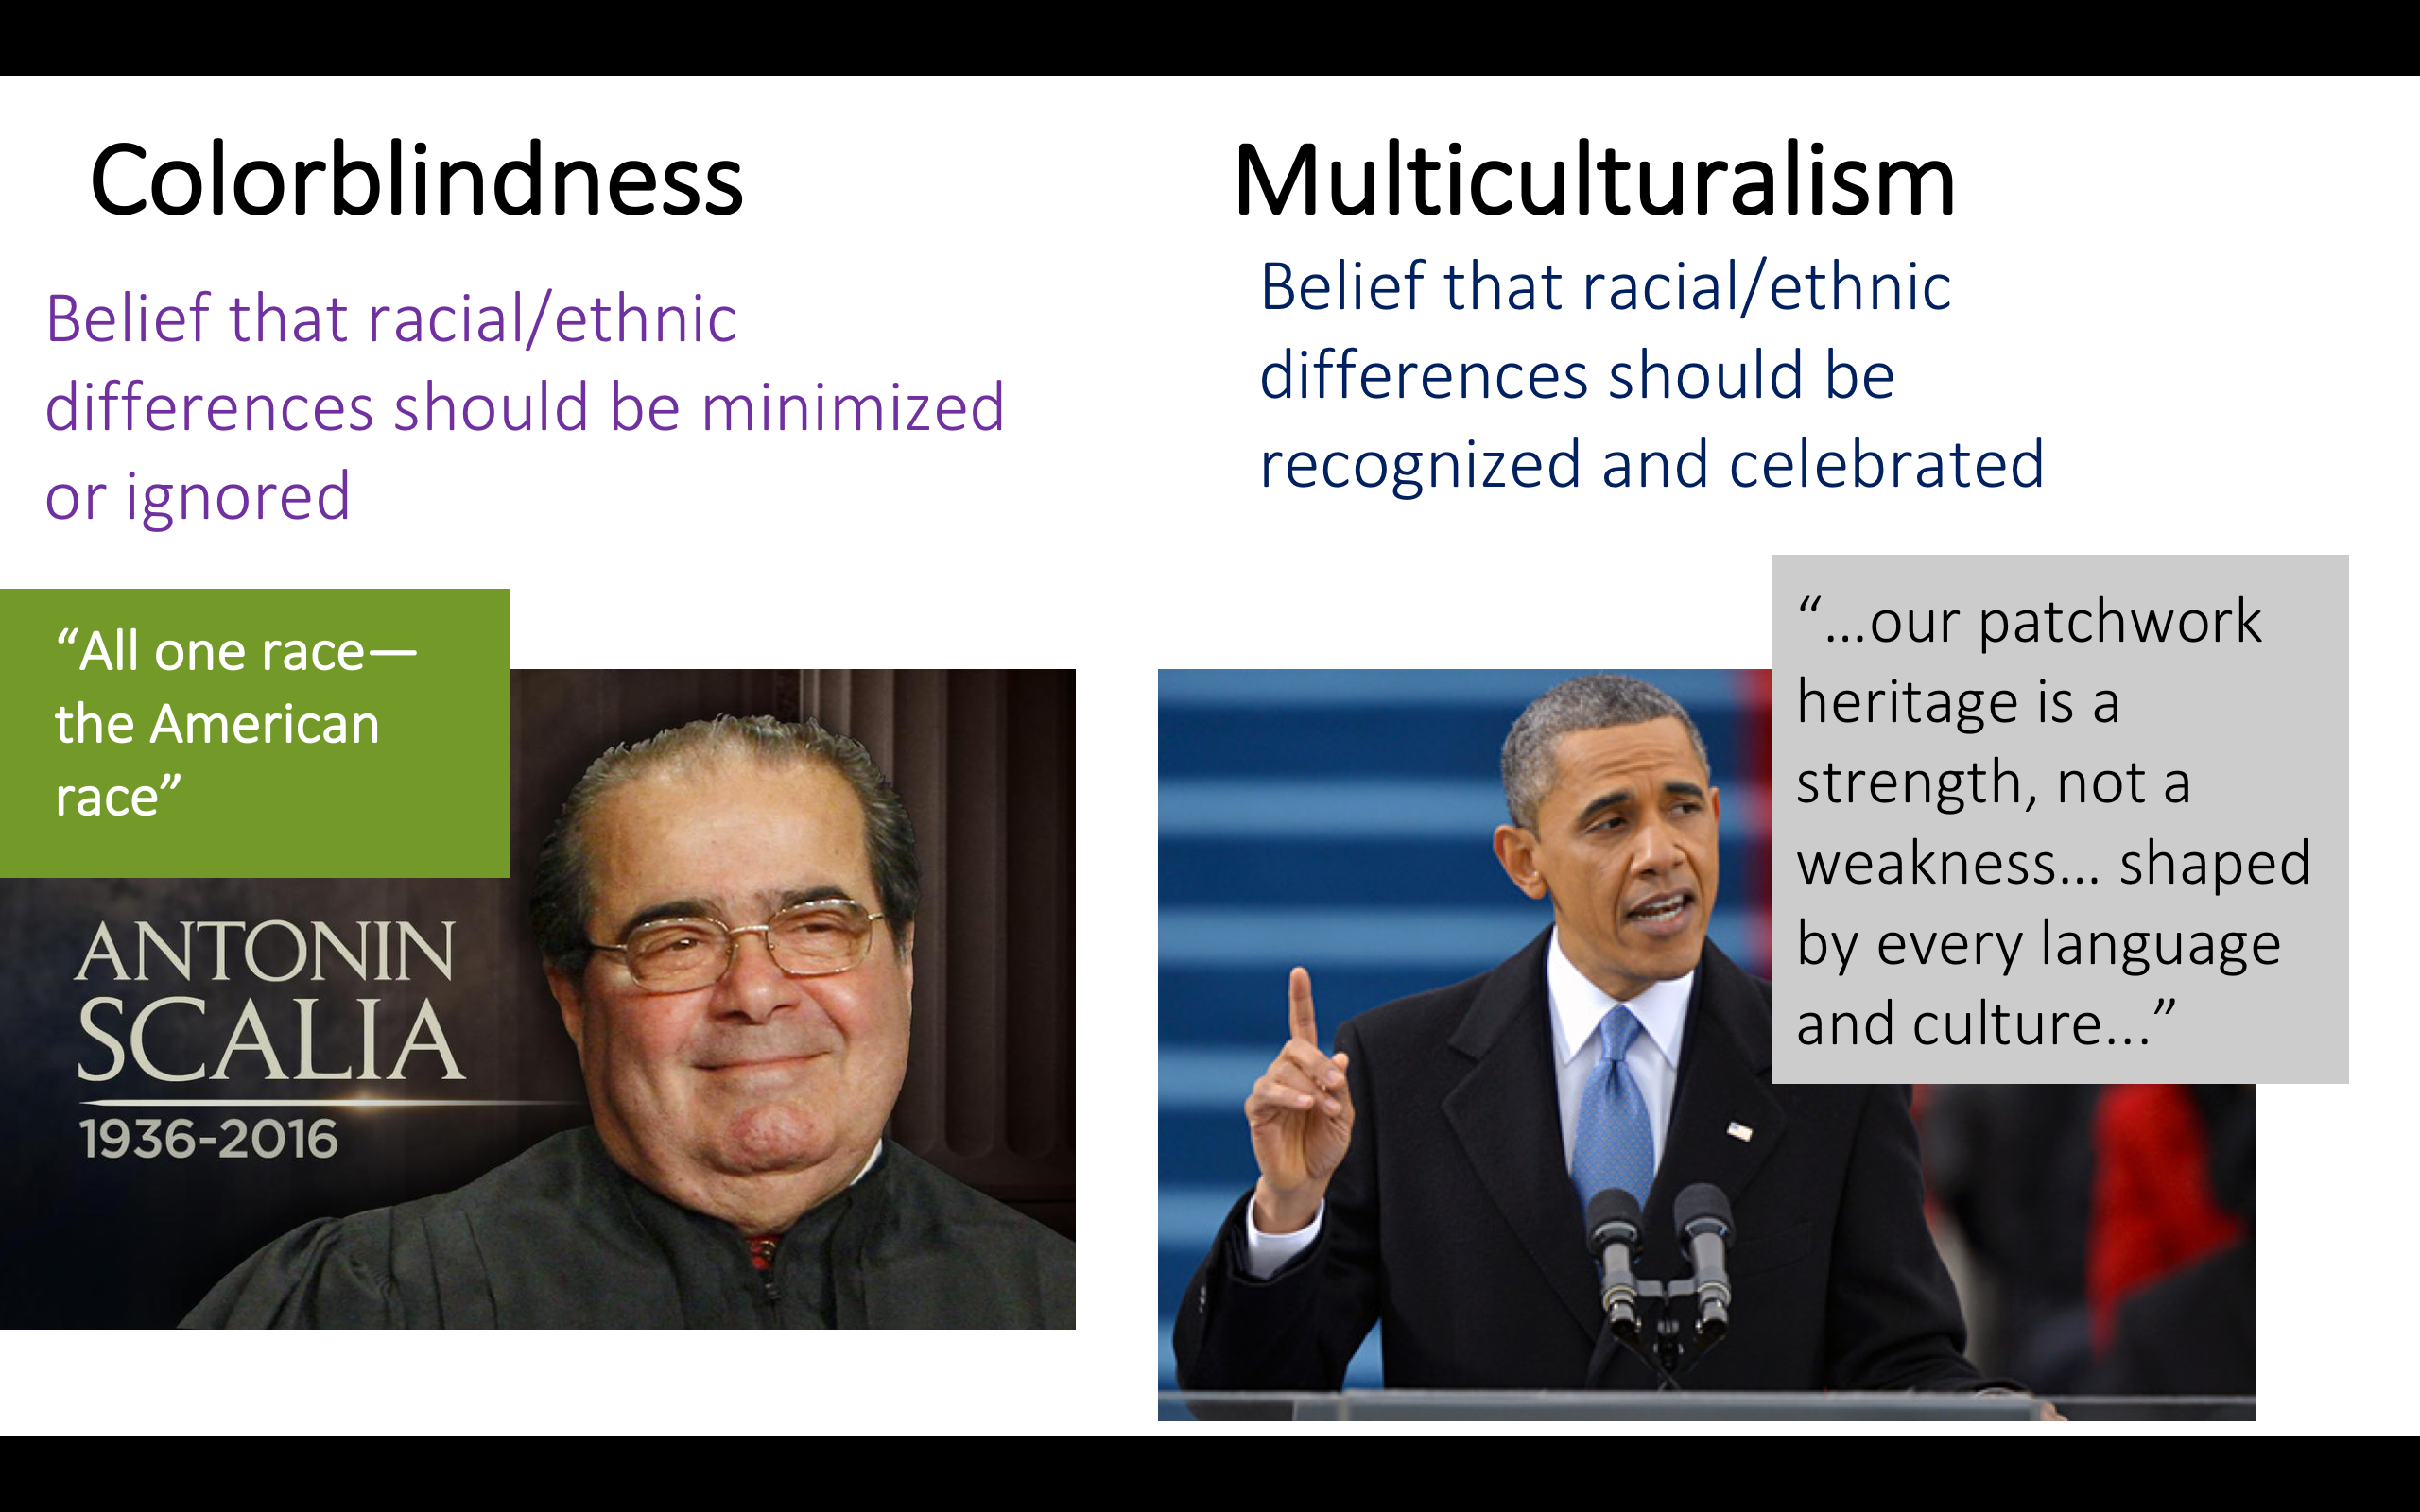 Colorblindness
Belief that racial/ethnic
differences should be minimized
or ignored
“All one race—
the American
race”
ANTONIN
SCALIA
1936-2016
Multiculturalism
Belief that racial/ethnic
differences should be
recognized and celebrated
“…our patchwork
heritage is a
strength, not a
weakness… shaped
by every language
and culture…”